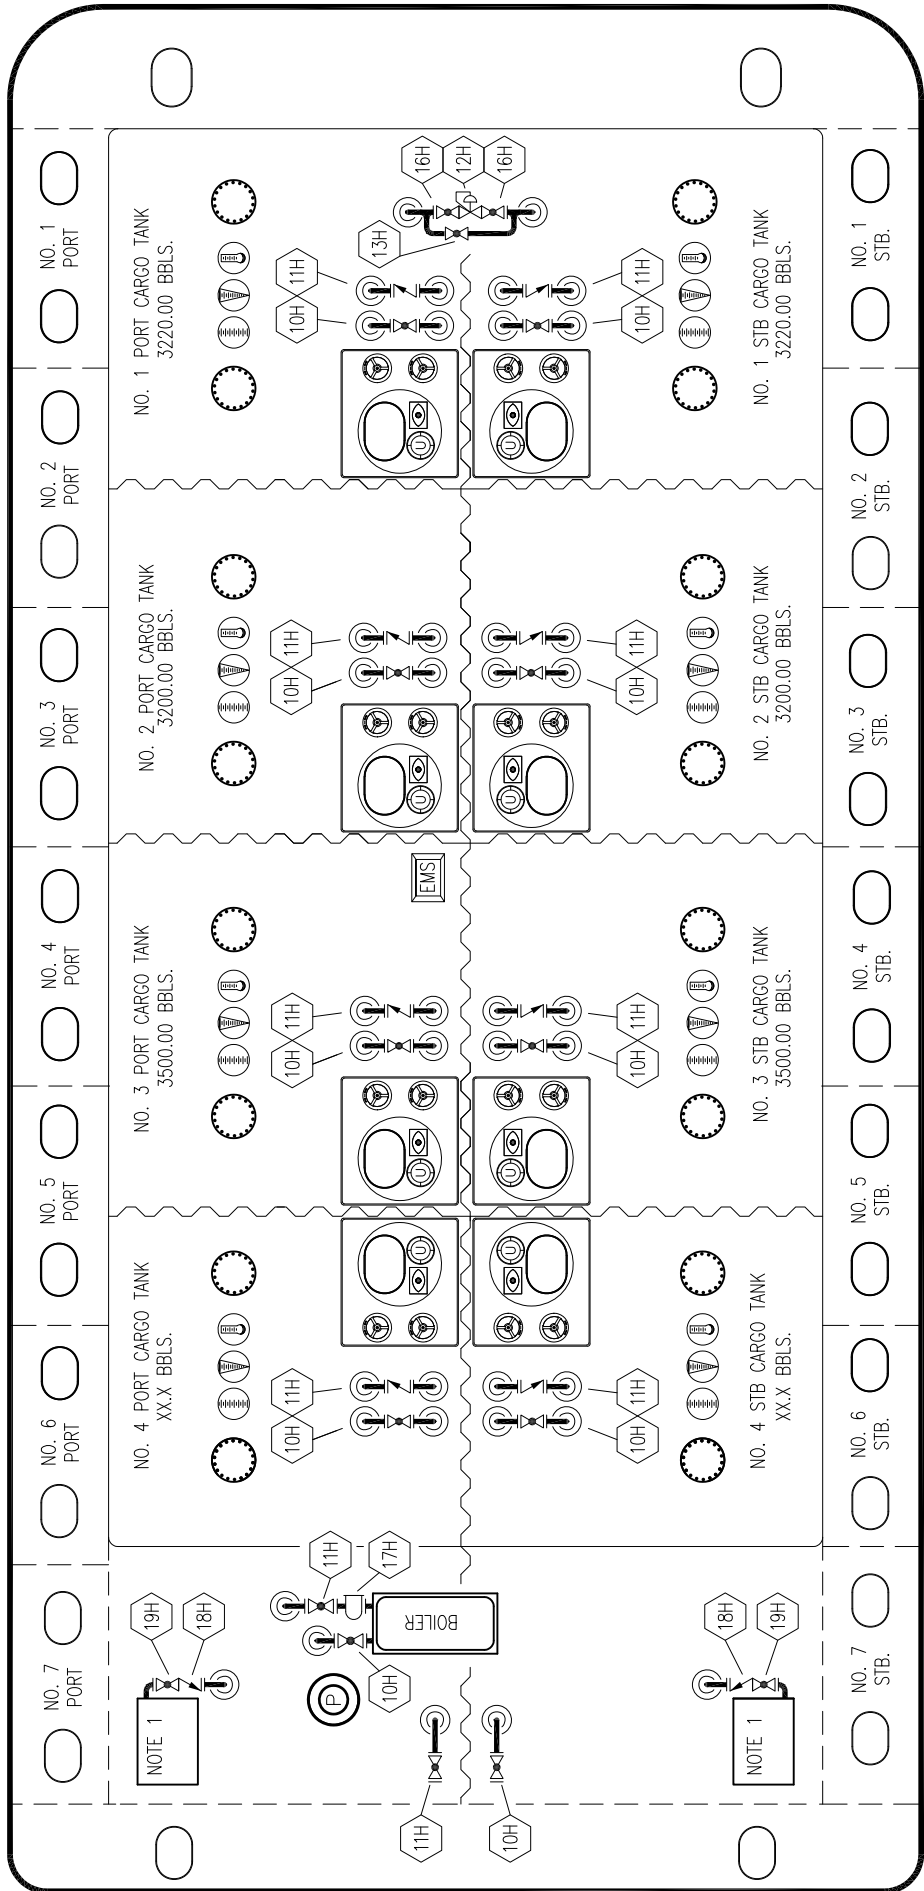 16H
12H
16H
NO. 1
PORT
NO. 1 PORT CARGO TANK
3220.00 BBLS.
13H
11H
10H
11H
10H
NO. 1 STB CARGO TANK
3220.00 BBLS.
NO. 1
STB.
NO. 2
PORT
U
U
NO. 2
STB.
NO. 2 PORT CARGO TANK
3200.00 BBLS.
11H
10H
11H
10H
NO. 2 STB CARGO TANK
3200.00 BBLS.
NO. 3
PORT
U
U
NO. 3
STB.
EMS
NO. 4
PORT
NO. 3 PORT CARGO TANK
3500.00 BBLS.
11H
10H
11H
10H
NO. 3 STB CARGO TANK
3500.00 BBLS.
NO. 4
STB.
NO. 5
PORT
U
U
NO. 5
STB.
U
U
NO. 4 PORT CARGO TANK
XX.X BBLS.
11H
10H
11H
10H
NO. 4 STB CARGO TANK
XX.X BBLS.
NO. 6
PORT
NO. 6
STB.
11H
17H
19H
18H
BOILER
18H
19H
NO. 7
PORT
P
10H
NO. 7
STB.
NOTE 1
NOTE 1
11H
10H